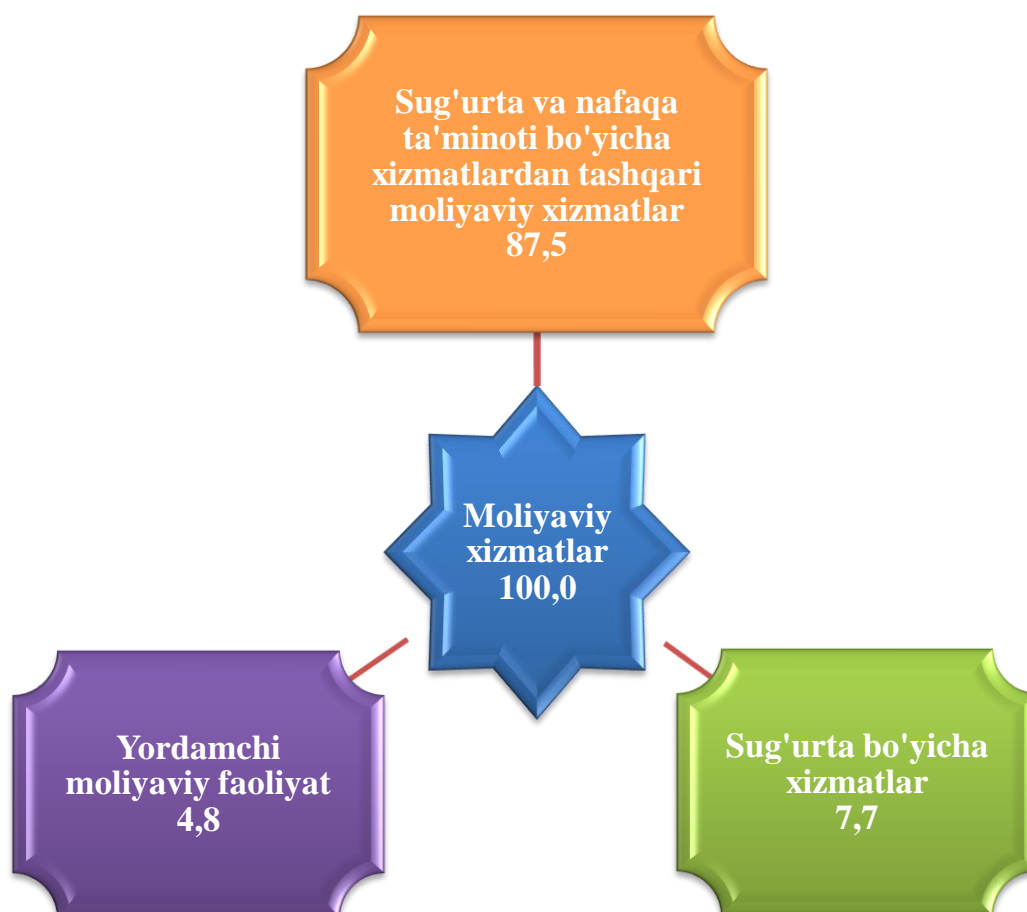 Sug'urta va nafaqa
ta'minoti bo'yicha
xizmatlardan tashqari
moliyaviy xizmatlar
87,5
Moliyaviy
xizmatlar
100,0
Yordamchi
moliyaviy faoliyat
4,8
Sug'urta bo'yicha
xizmatlar
7,7